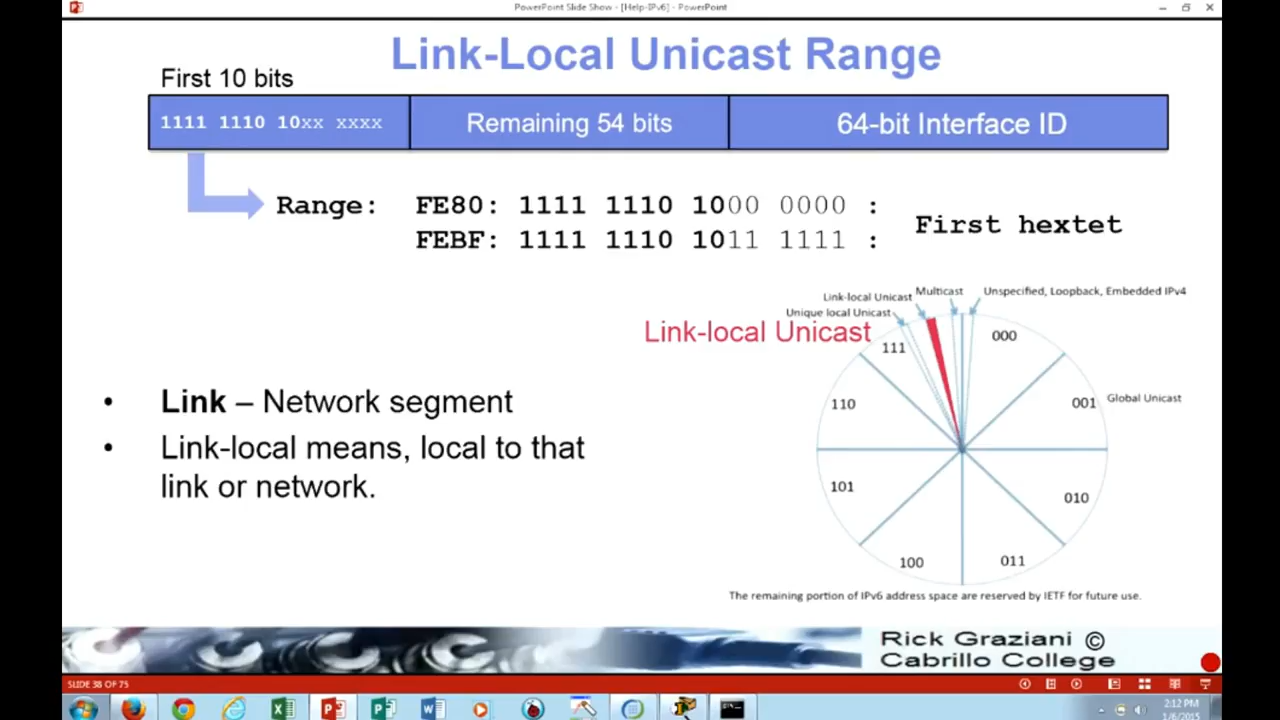 PowerPoint Slide Show - [Help-IPv6] - PowerPoint
Link-Local Unicast Range
First 10 bits
1111 1110 10xx xxxx
Remaining 54 bits
64-bit Interface ID
Range: FE80: 1111 1110 1000 0000 :
FEBF: 1111 1110 1011 1111 :
First hextet
Link-local Unicast
Multicast
Unspecified, Loopback, Embedded IPv4
Unique local Unicast
Link-local Unicast
111
000
110
001
Global Unicast
101
010
100
011
• Link – Network segment
• Link-local means, local to that
link or network.
The remaining portion of IPv6 address space are reserved by IETF for future use.
Rick Graziani ©
Cabrillo College
SLIDE 38 OF 75
2:12 PM
1/6/2015